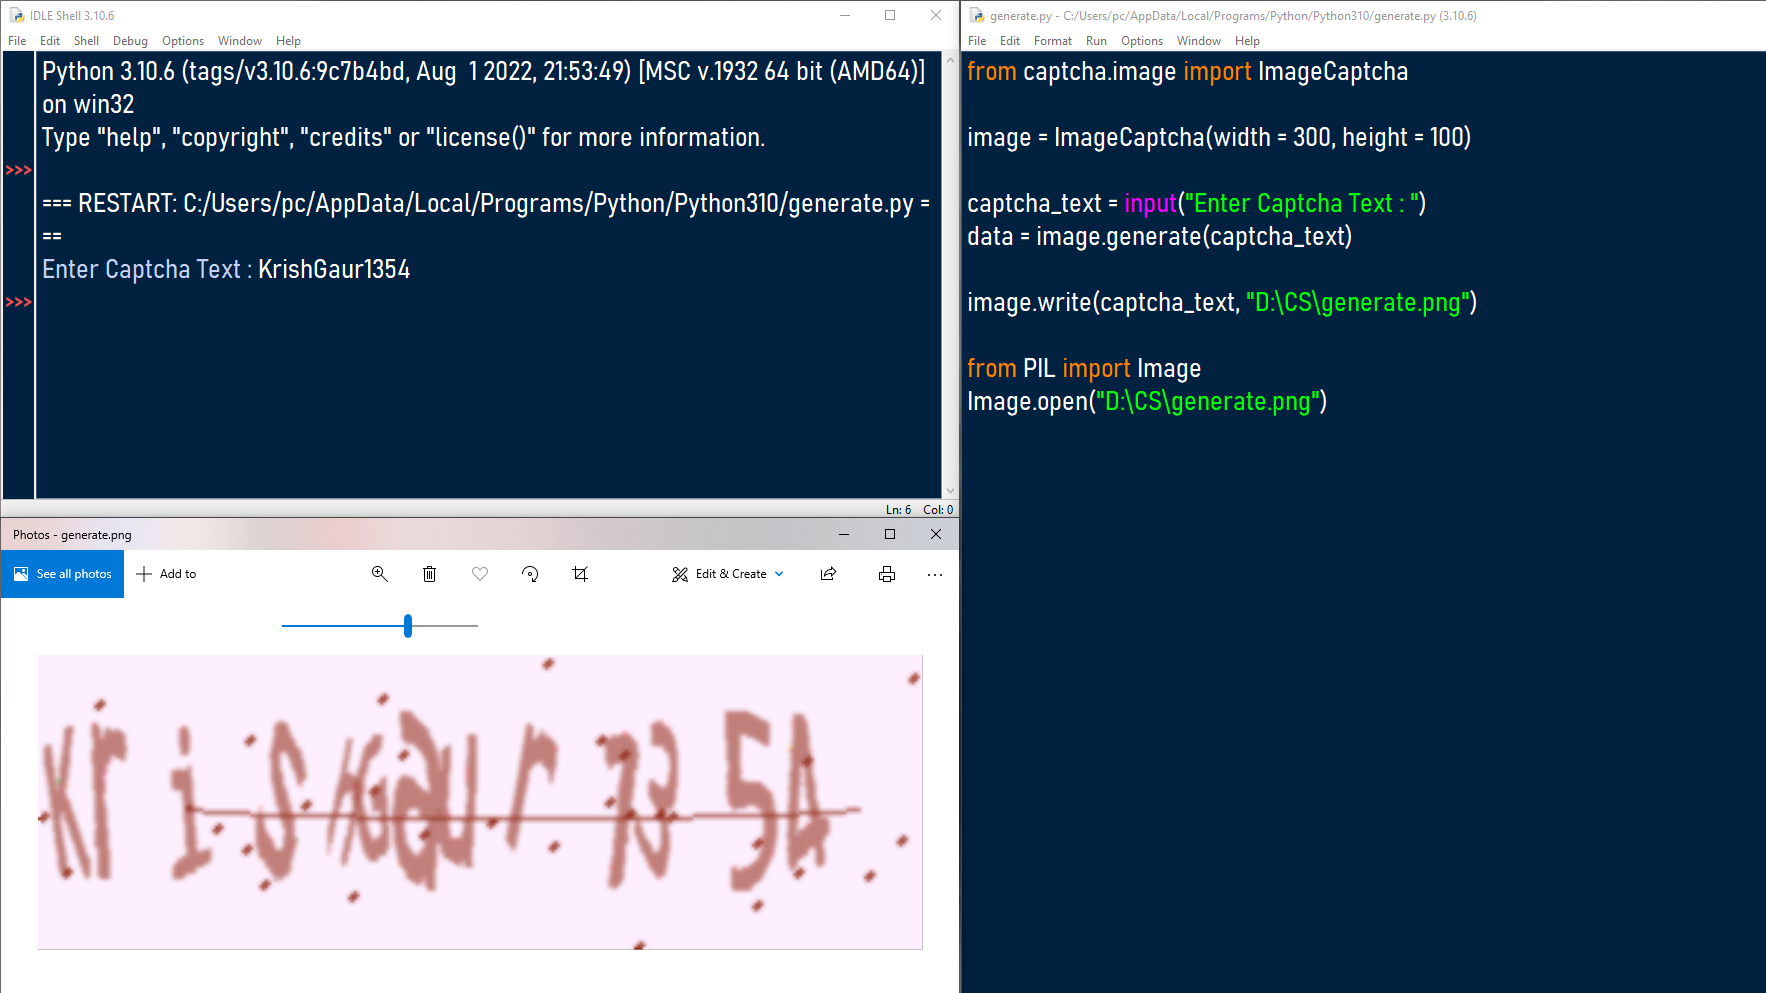 IDLE Shell 3.10.6
File Edit Shell Debug Options Window Help
Python 3.10.6 (tags/v3.10.6:9c7b4bd, Aug  1 2022, 21:53:49) [MSC v.1932 64 bit (AMD64)]
on win32
Type "help", "copyright", "credits" or "license()" for more information.
>>>
=== RESTART: C:/Users/pc/AppData/Local/Programs/Python/Python310/generate.py =
==
Enter Captcha Text : KrishGaur1354
>>>
Ln: 6 Col: 0
Photos - generate.png
See all photos Add to Edit & Create
KrishGaur1354
generate.py - C:/Users/pc/AppData/Local/Programs/Python/Python310/generate.py (3.10.6)
File Edit Format Run Options Window Help
from captcha.image import ImageCaptcha
image = ImageCaptcha(width = 300, height = 100)
captcha_text = input("Enter Captcha Text : ")
data = image.generate(captcha_text)
image.write(captcha_text, "D:\CS\generate.png")
from PIL import Image
Image.open("D:\CS\generate.png")